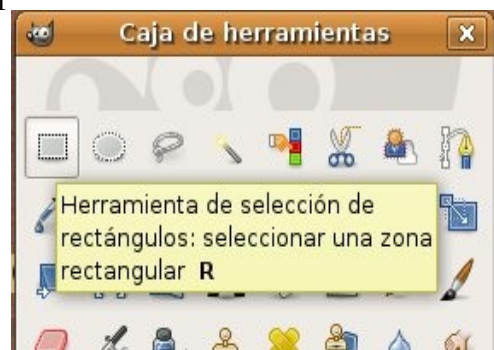 Caja de herramientas
Herramienta de selección de
rectángulos: seleccionar una zona
rectangular R